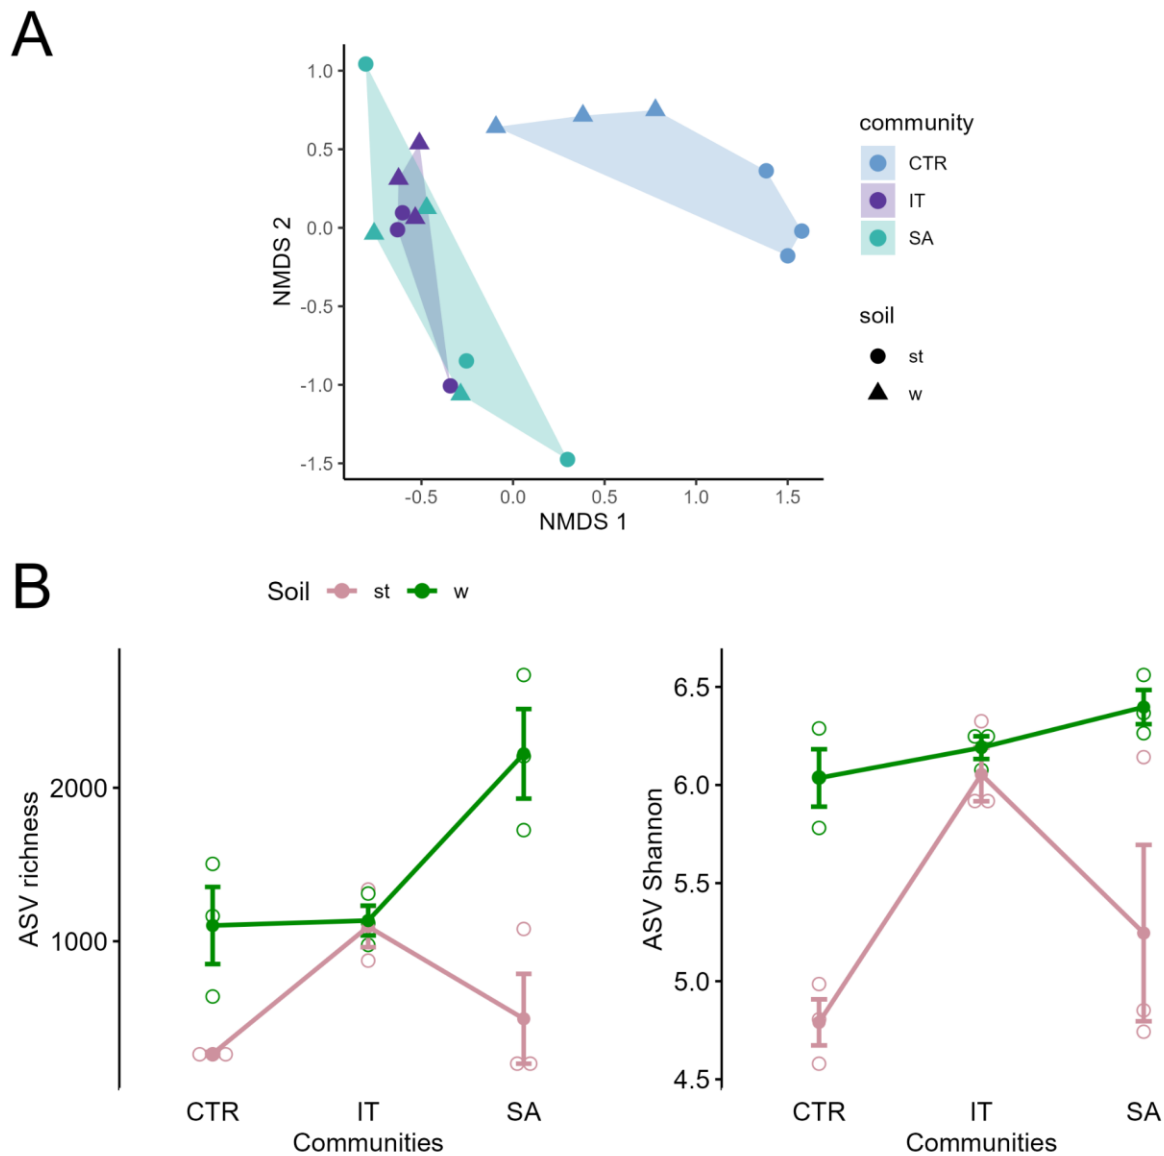 A
1.0
0.5
0.0
-0.5
-1.0
-1.5
NMDS 2
-0.5 0.0 0.5 1.0 1.5
NMDS 1
community
CTR
IT
SA
soil
st
w
B
Soil st w
2000
1000
ASV richness
CTR IT SA
Communities
6.5
6.0
5.5
5.0
4.5
ASV Shannon
CTR IT SA
Communities